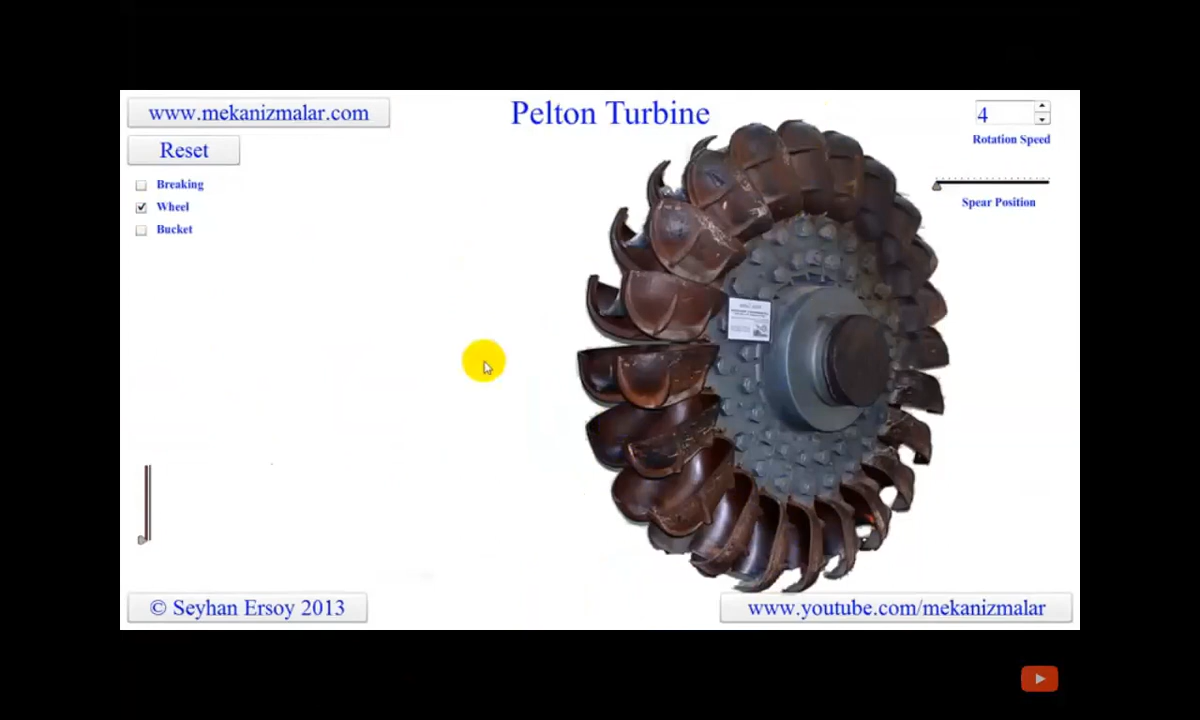 www.mekanizmalar.com
Pelton Turbine
4
Rotation Speed
Reset
Breaking
Wheel
Bucket
Spear Position
© Seyhan Ersoy 2013
www.youtube.com/mekanizmalar